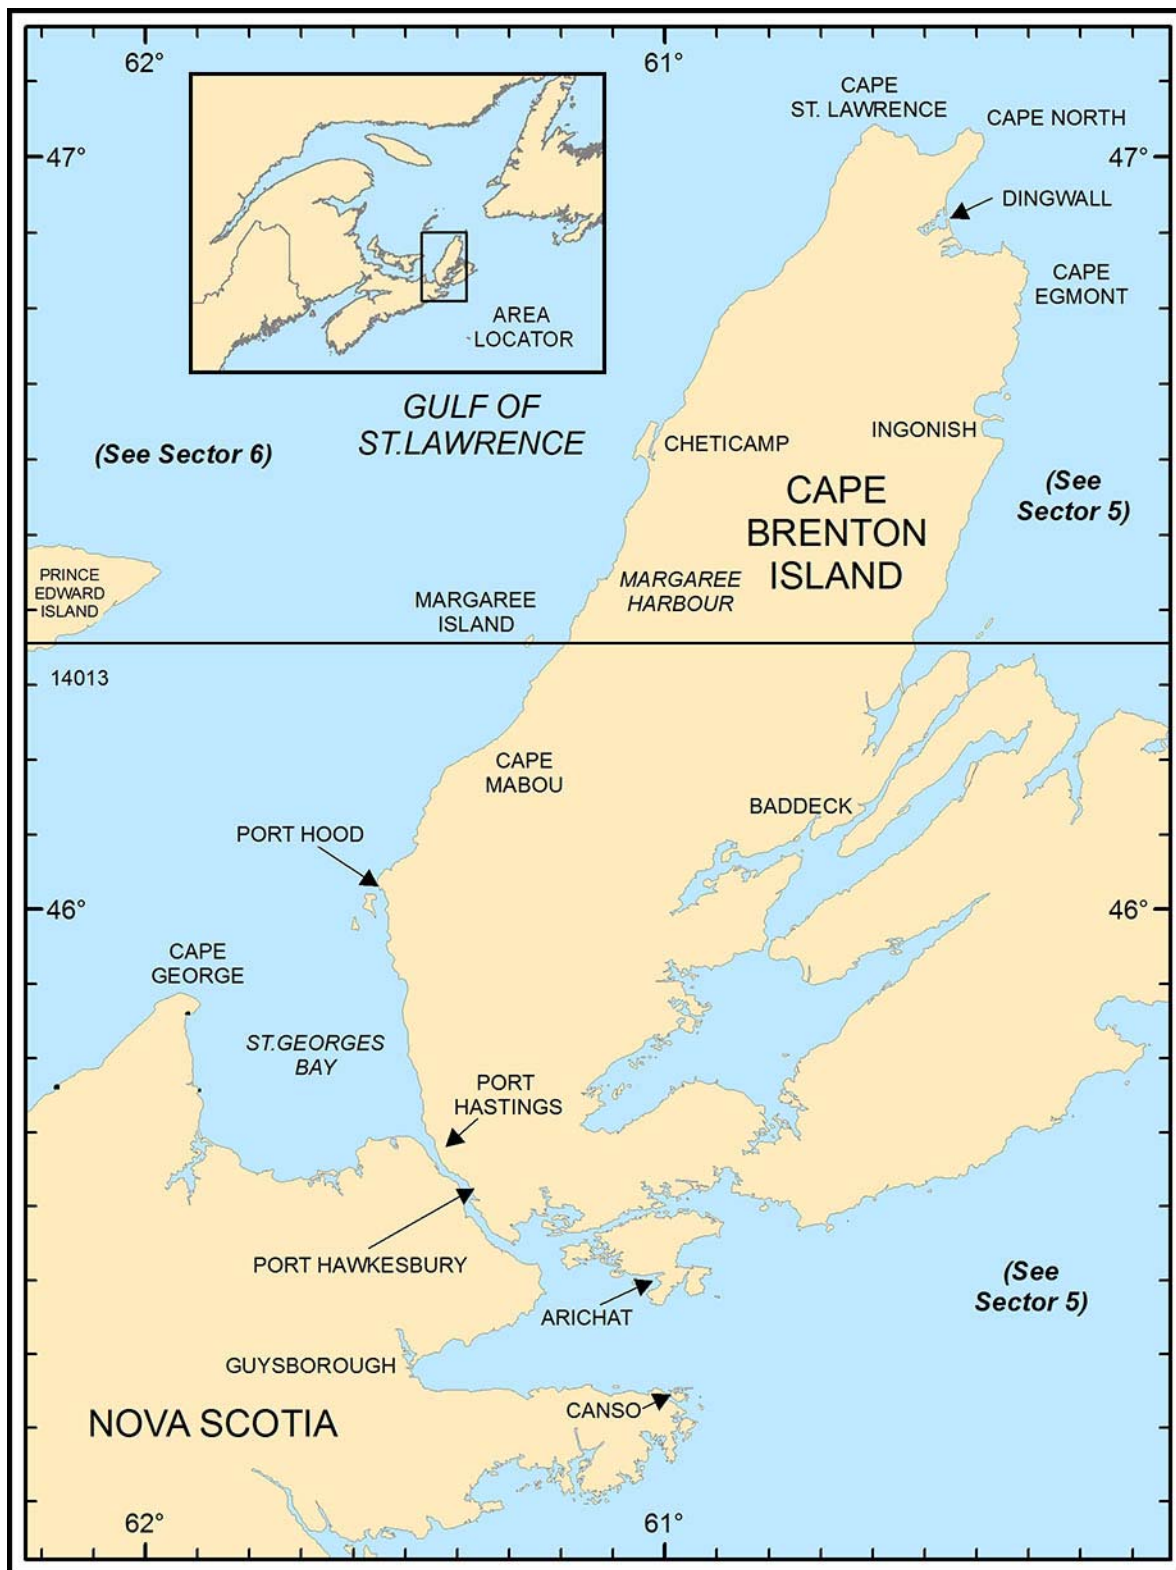 62°
61°
CAPE
ST. LAWRENCE
CAPE NORTH
47°
47°
DINGWALL
CAPE
EGMONT
AREA
LOCATOR
GULF OF
ST.LAWRENCE
(See Sector 6)
CHETICAMP
INGONISH
CAPE
BRENTON
ISLAND
(See
Sector 5)
PRINCE
EDWARD
ISLAND
MARGAREE
HARBOUR
MARGAREE
ISLAND
14013
CAPE
MABOU
BADDECK
PORT HOOD
46°
46°
CAPE
GEORGE
ST.GEORGES
BAY
PORT
HASTINGS
PORT HAWKESBURY
(See
Sector 5)
ARICHAT
GUYSBOROUGH
CANSO
NOVA SCOTIA
62°
61°